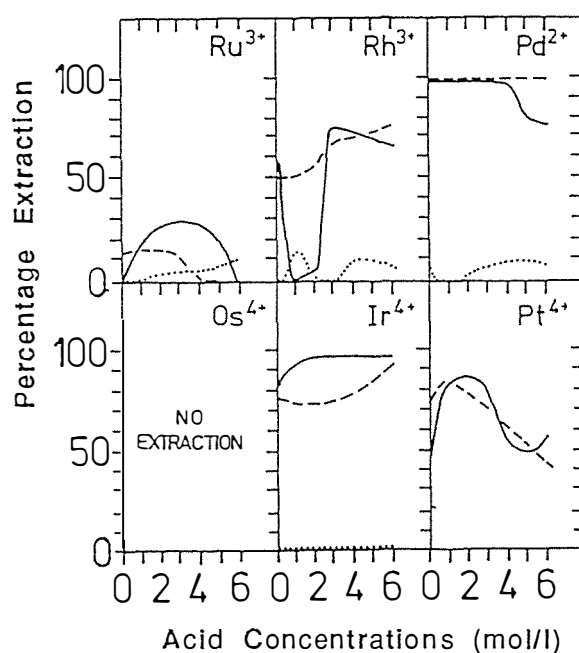 Percentage Extraction
Ru³⁺ Rh³⁺ Pd²⁺
100
50
0
Os⁴⁺ Ir⁴⁺ Pt⁴⁺
100
NO
EXTRACTION
50
0
0 2 4 6 0 2 4 6 0 2 4 6
Acid Concentrations (mol/l)